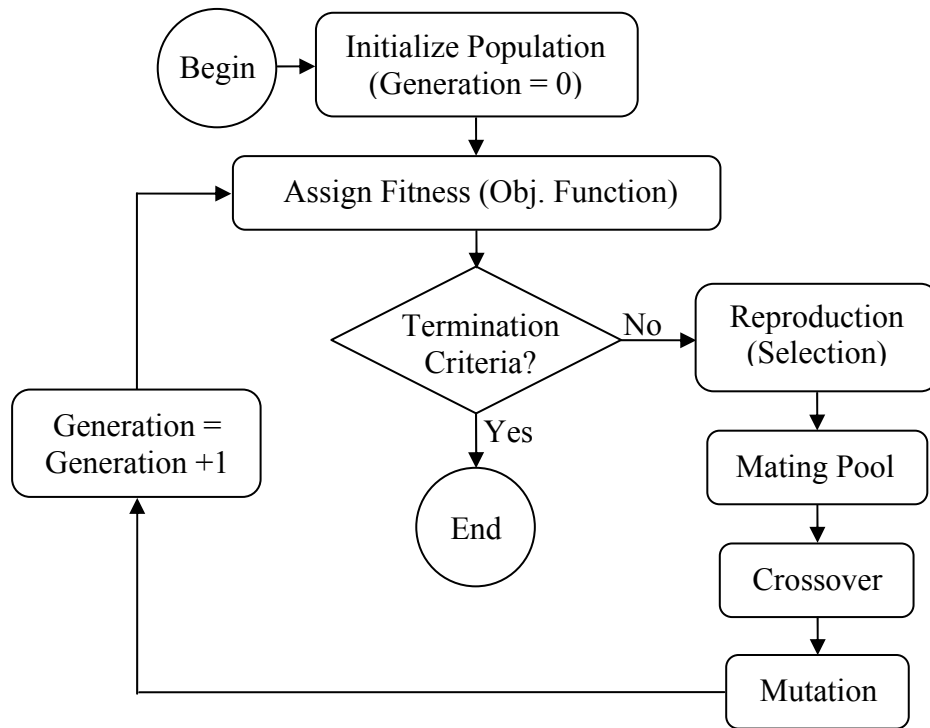 Begin
Initialize Population
(Generation = 0)
Assign Fitness (Obj. Function)
Termination
Criteria?
No
Yes
End
Reproduction
(Selection)
Mating Pool
Crossover
Mutation
Generation =
Generation +1